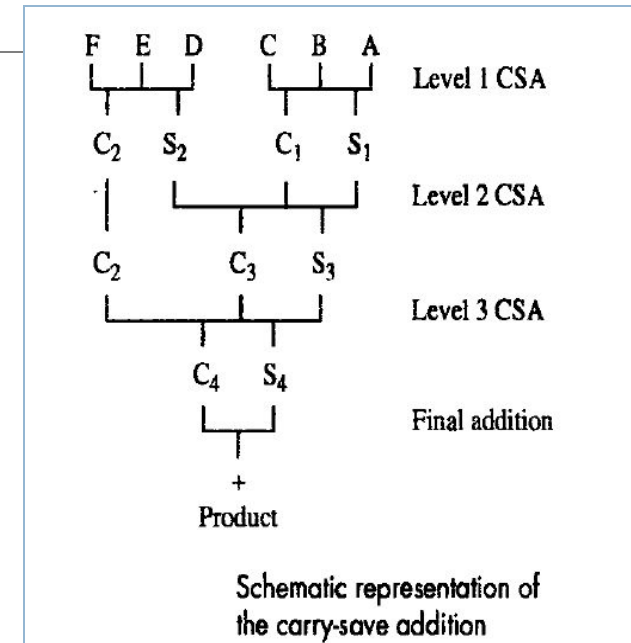 F E D C B A Level 1 CSA
C₂ S₂ C₁ S₁
Level 2 CSA
C₂ C₃ S₃
Level 3 CSA
C₄ S₄
Final addition
+
Product
Schematic representation of
the carry-save addition